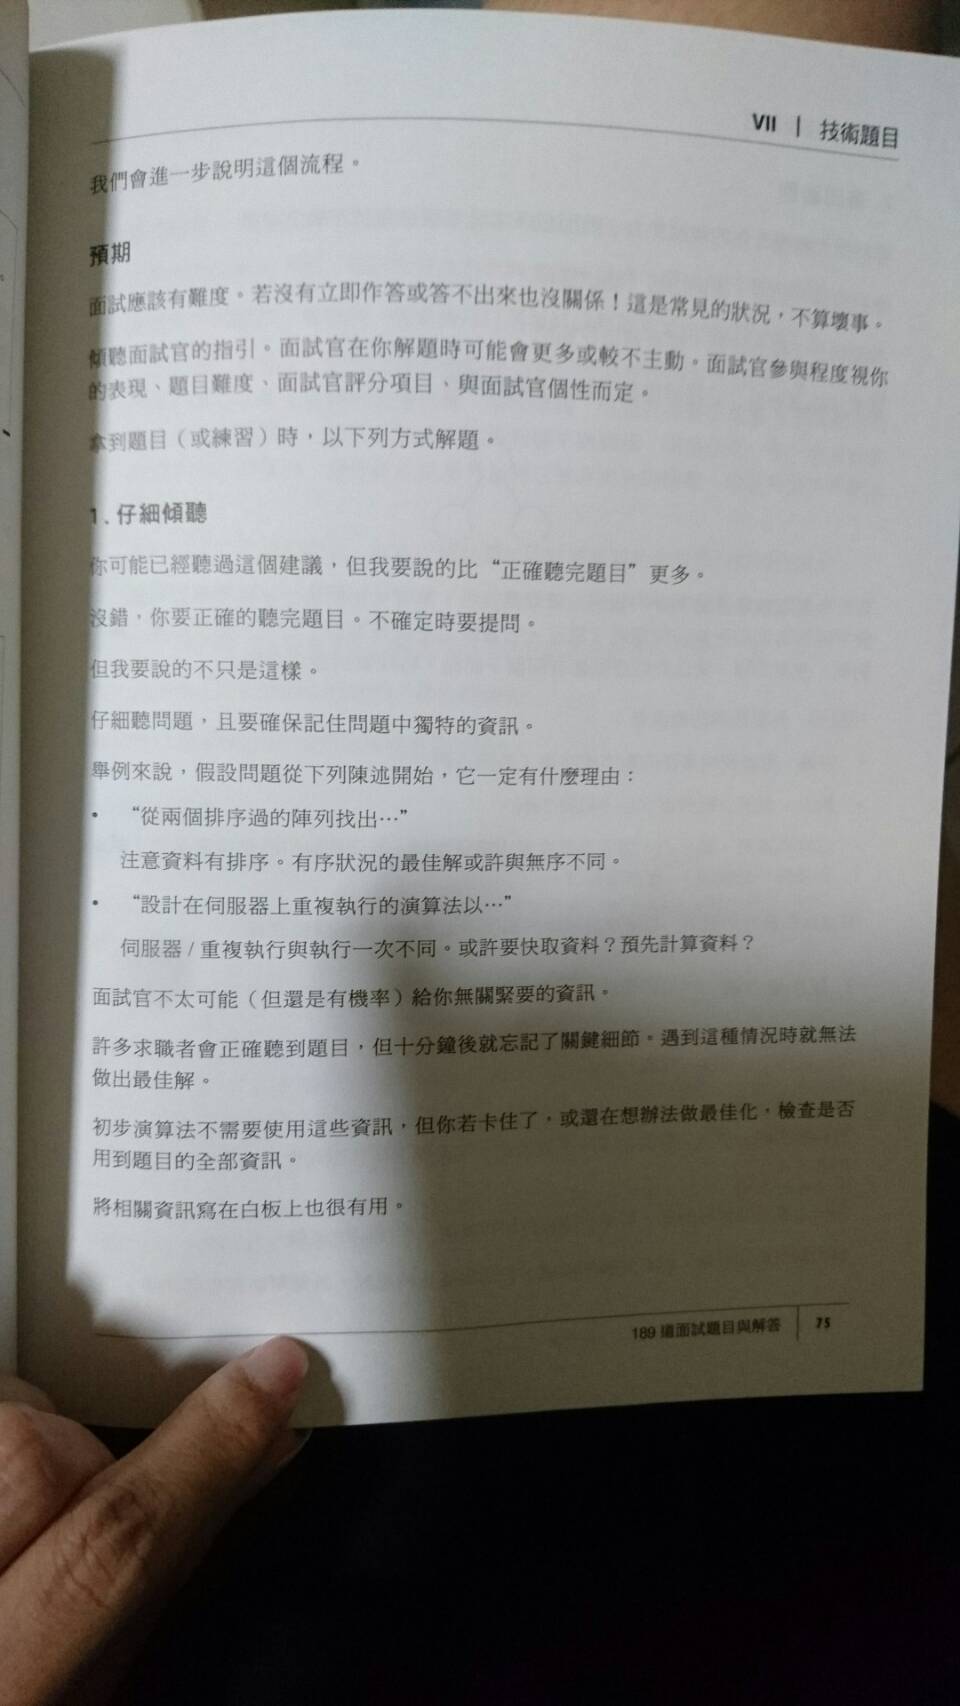 VII | 技術題目
我們會進一步說明這個流程。
預期
面試應該有難度。若沒有立即作答或答不出來也沒關係！這是常見的狀況，不算壞事。
傾聽面試官的指引。面試官在你解題時可能會更多或較不主動。面試官參與程度視你
的表現、題目難度、面試官評分項目、與面試官個性而定。
拿到題目（或練習）時，以下列方式解題。
1. 仔細傾聽
你可能已經聽過這個建議，但我要說的比“正確聽完題目”更多。
沒錯，你要正確的聽完題目。不確定時要提問。
但我要說的不只是這樣。
仔細聽問題，且要確保記住問題中獨特的資訊。
舉例來說，假設問題從下列陳述開始，它一定有什麼理由：
• “從兩個排序過的陣列找出…”
注意資料有排序。有序狀況的最佳解或許與無序不同。
• “設計在伺服器上重複執行的演算法以…”
伺服器 / 重複執行與執行一次不同。或許要快取資料？預先計算資料？
面試官不太可能（但還是有機率）給你無關緊要的資訊。
許多求職者會正確聽到題目，但十分鐘後就忘記了關鍵細節。遇到這種情況時就無法
做出最佳解。
初步演算法不需要使用這些資訊，但你若卡住了，或還在想辦法做最佳化，檢查是否
用到題目的全部資訊。
將相關資訊寫在白板上也很有用。
189 道面試題目與解答 | 75